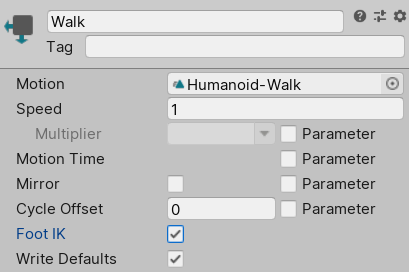 Walk
Tag
Motion Humanoid-Walk
Speed 1
Multiplier Parameter
Motion Time Parameter
Mirror Parameter
Cycle Offset 0 Parameter
Foot IK
Write Defaults